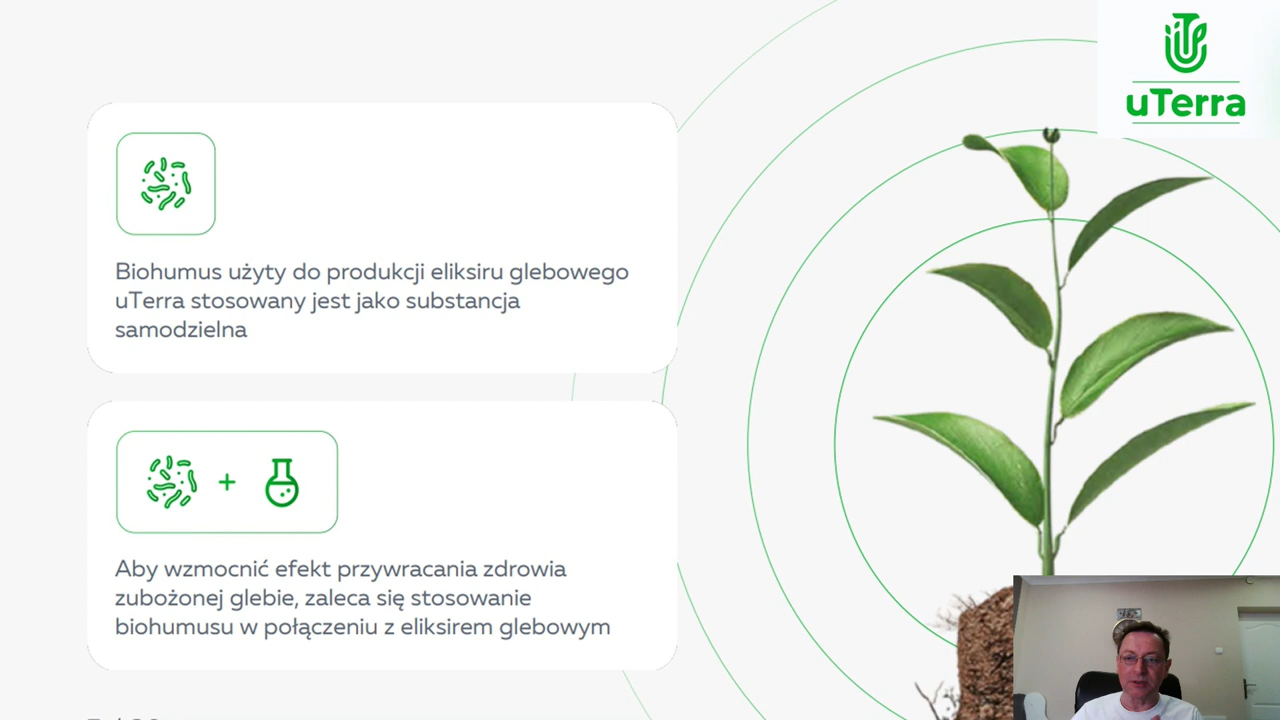 uTerra
Biohumus użyty do produkcji eliksiru glebowego
uTerra stosowany jest jako substancja
samodzielna
+
Aby wzmocnić efekt przywracania zdrowia
zubożonej glebie, zaleca się stosowanie
biohumusu w połączeniu z eliksirem glebowym